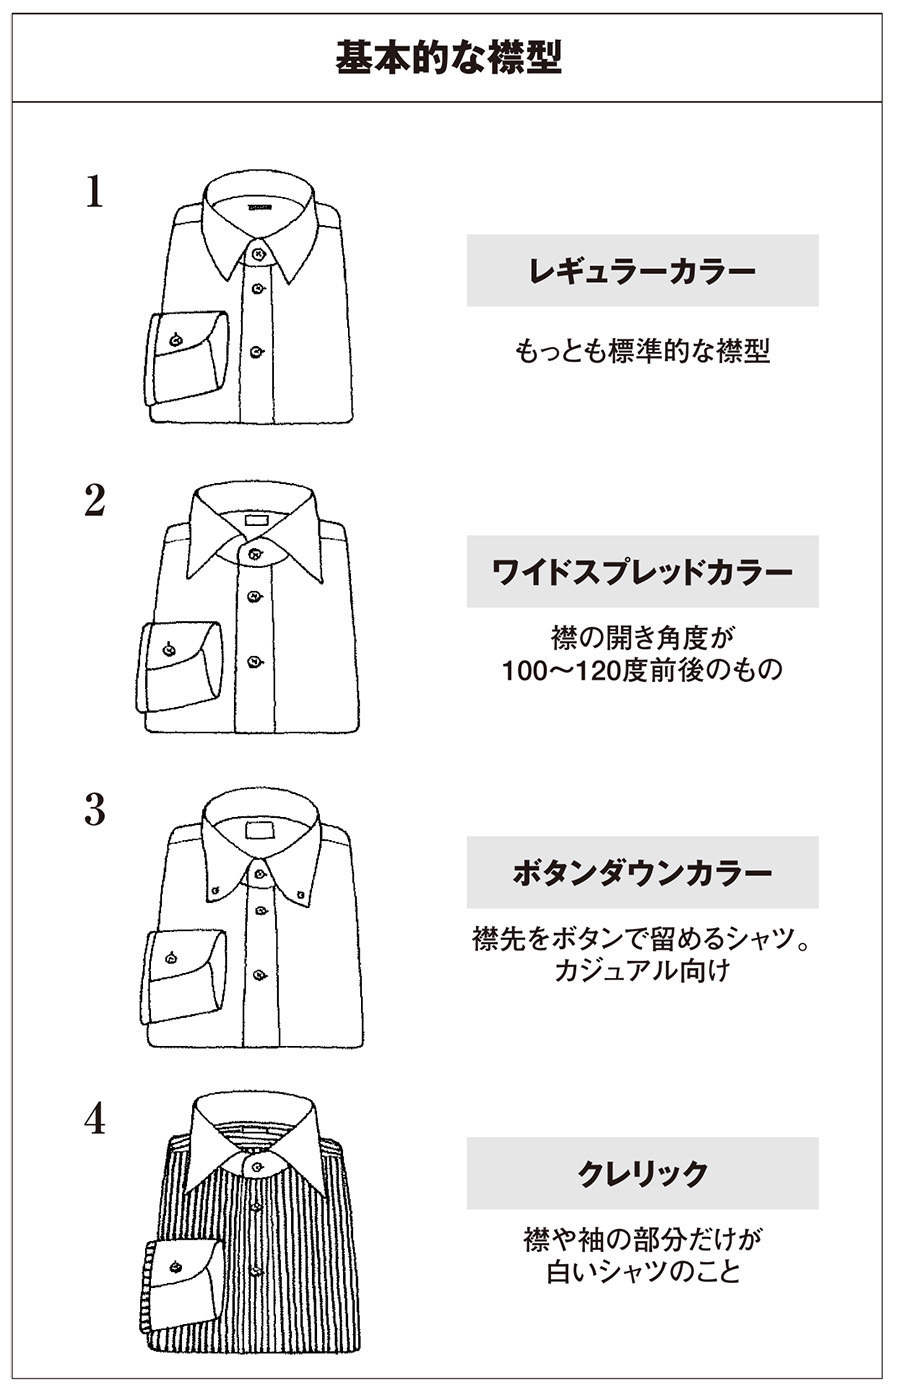 基本的な襟型
1
レギュラーカラー
もっとも標準的な襟型
2
ワイドスプレッドカラー
襟の開き角度が
100〜120度前後のもの
3
ボタンダウンカラー
襟先をボタンで留めるシャツ。
カジュアル向け
4
クレリック
襟や袖の部分だけが
白いシャツのこと